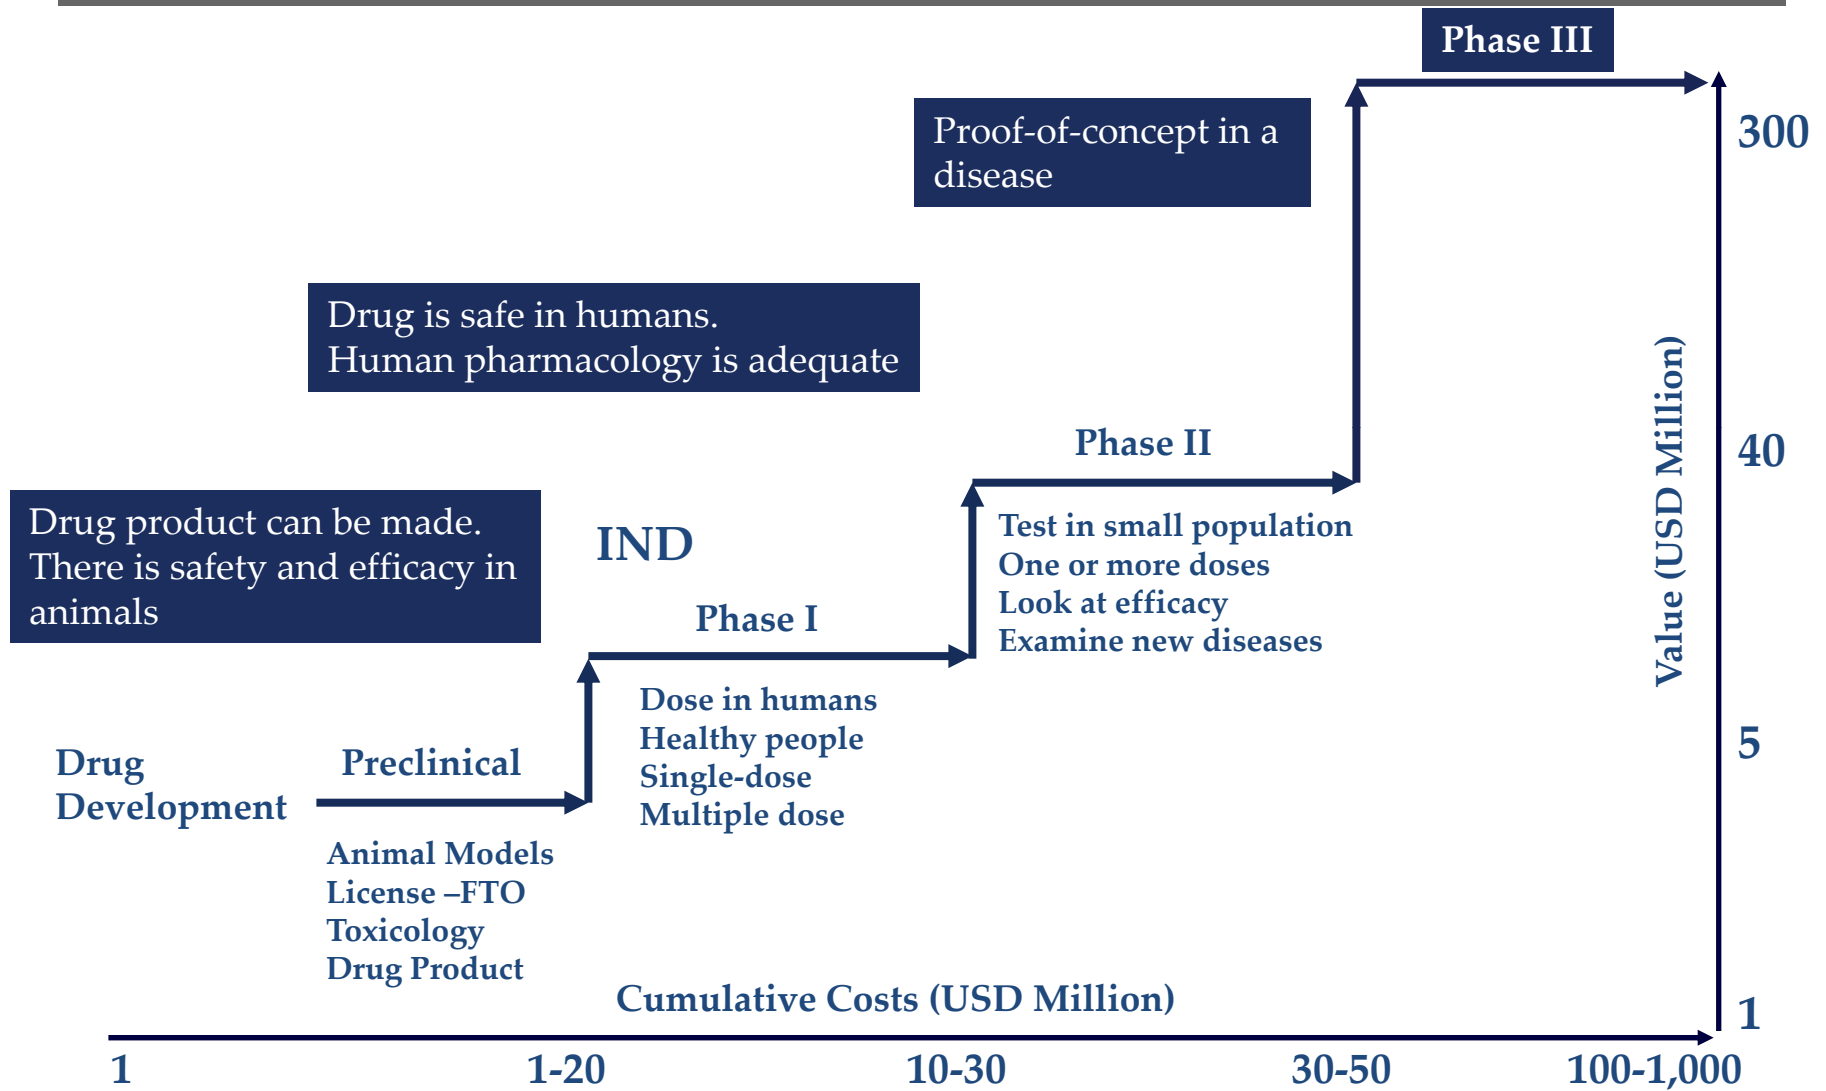 Phase III
Proof-of-concept in a
disease
300
Drug is safe in humans.
Human pharmacology is adequate
Value (USD Million)
Phase II
40
Drug product can be made.
There is safety and efficacy in
animals
IND
Test in small population
One or more doses
Look at efficacy
Examine new diseases
Phase I
Dose in humans
Healthy people
Single-dose
Multiple dose
5
Drug
Development
Preclinical
Animal Models
License –FTO
Toxicology
Drug Product
Cumulative Costs (USD Million)
1
1
1-20
10-30
30-50
100-1,000